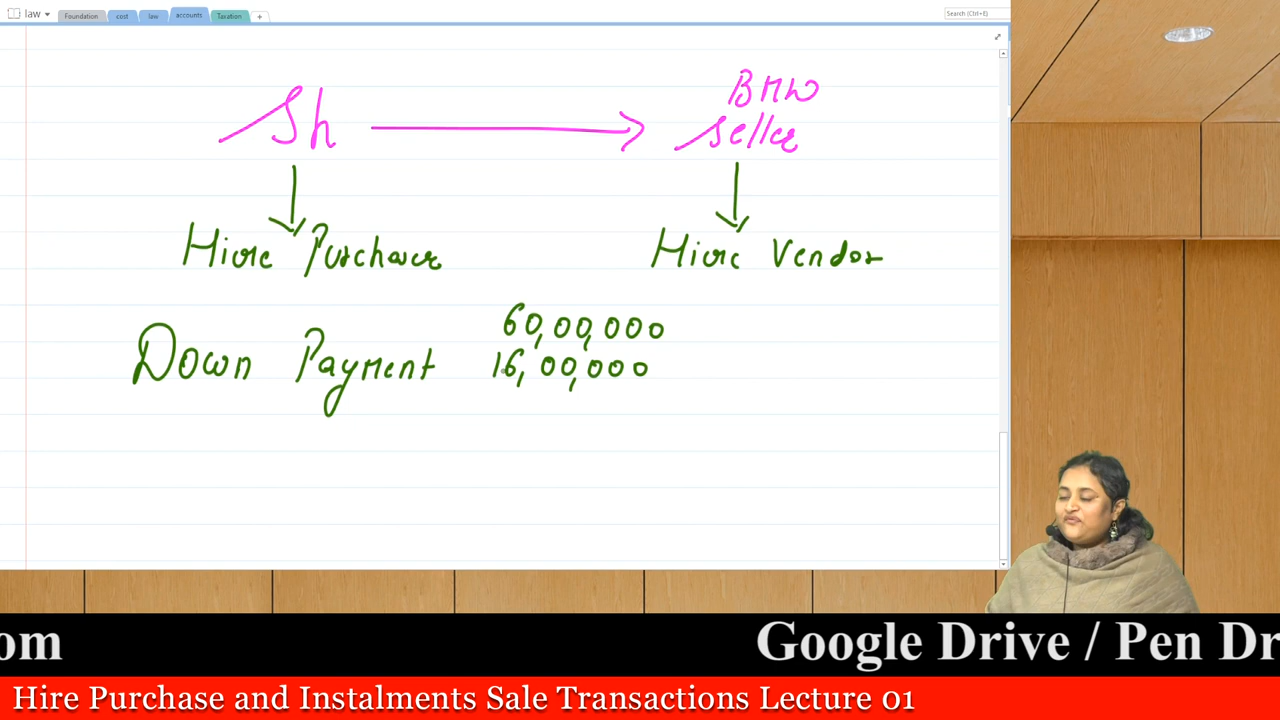 law
Foundation
cost
law
accounts
Taxation
+
Search (Ctrl+E)
Sh
BMW
Seller
Hire Purchaser
Hire Vendor
60,00,000
Down Payment 16,00,000
om
Google Drive / Pen Dr
Hire Purchase and Instalments Sale Transactions Lecture 01